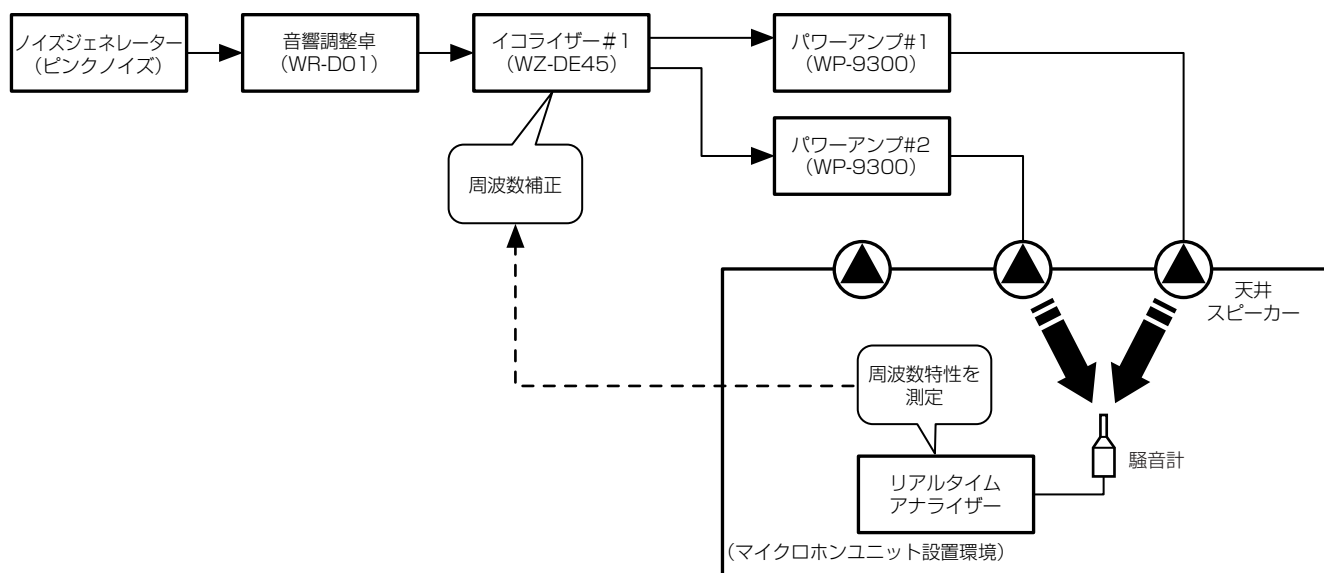 ノイズジェネレーター
（ピンクノイズ）
音響調整卓
（WR-D01）
イコライザー＃1
（WZ-DE45）
パワーアンプ#1
（WP-9300）
パワーアンプ#2
（WP-9300）
周波数補正
天井
スピーカー
周波数特性を
測定
騒音計
リアルタイム
アナライザー
（マイクロホンユニット設置環境）